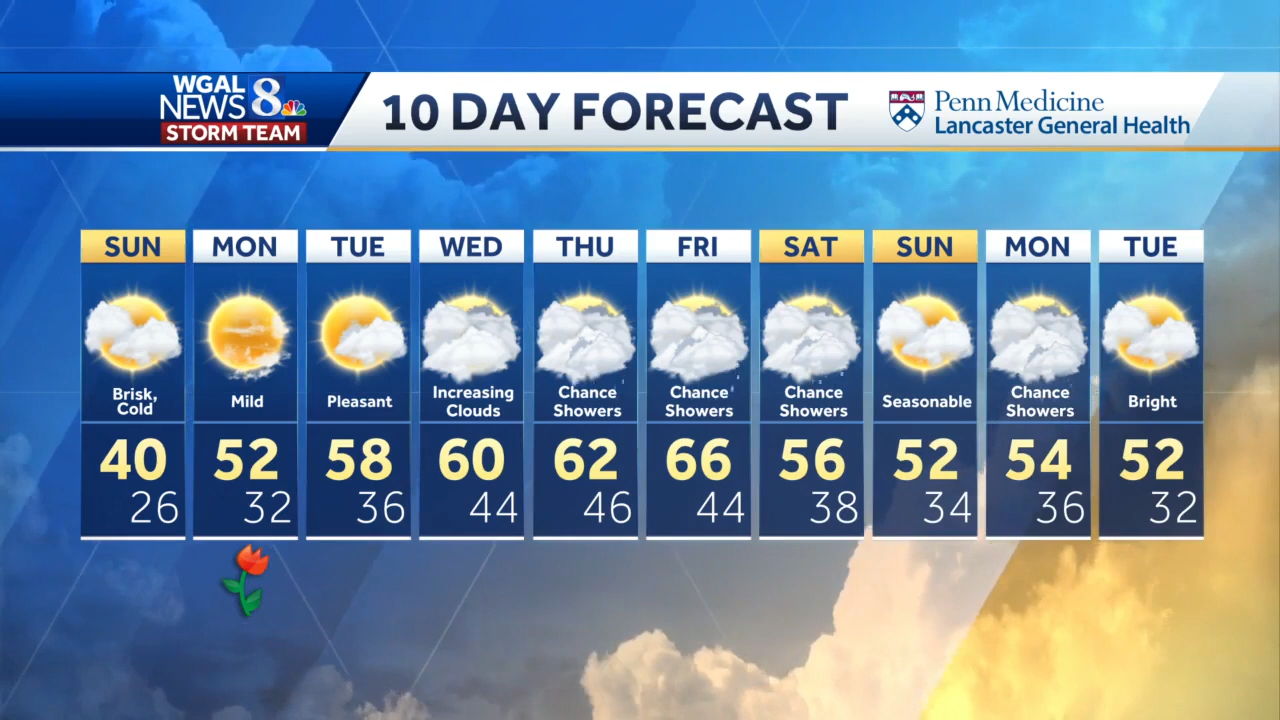 WGAL
NEWS 8
STORM TEAM
10 DAY FORECAST
Penn Medicine
Lancaster General Health
SUN MON TUE WED THU FRI SAT SUN MON TUE
Brisk, Cold
Mild
Pleasant
Increasing Clouds
Chance Showers
Chance Showers
Chance Showers
Seasonable
Chance Showers
Bright
40 52 58 60 62 66 56 52 54 52
26 32 36 44 46 44 38 34 36 32